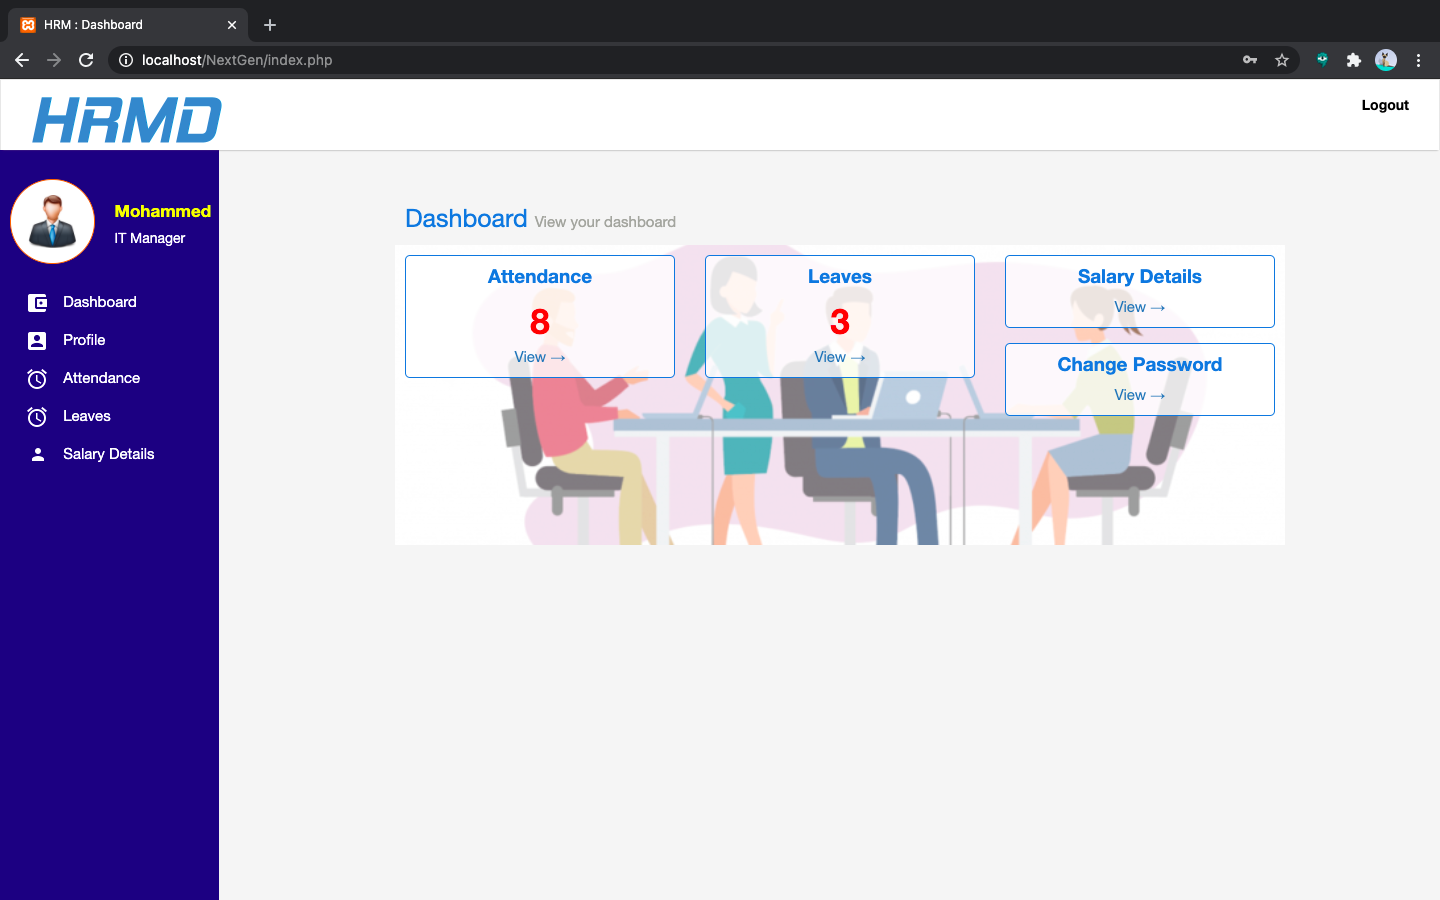 HRM : Dashboard
localhost/NextGen/index.php
HRMD
Logout
Mohammed
IT Manager
Dashboard
Profile
Attendance
Leaves
Salary Details
Dashboard View your dashboard
Attendance
8
View →
Leaves
3
View →
Salary Details
View →
Change Password
View →